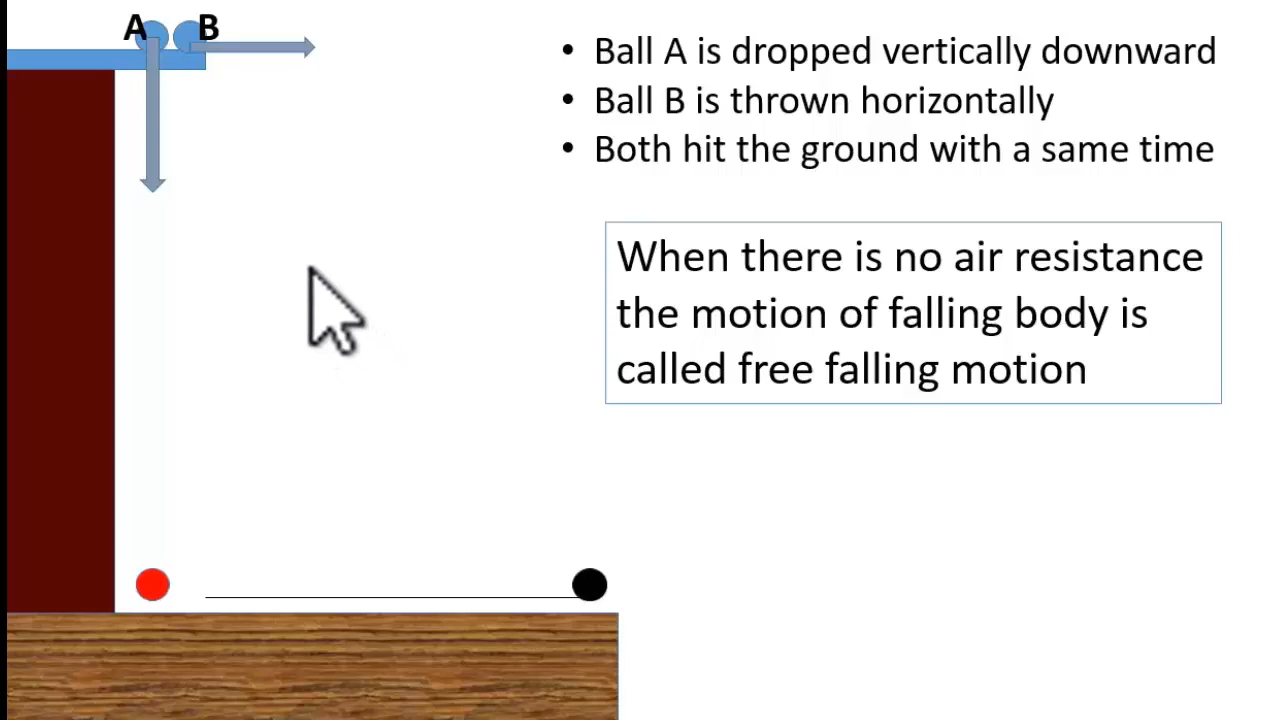 A B
• Ball A is dropped vertically downward
• Ball B is thrown horizontally
• Both hit the ground with a same time
When there is no air resistance
the motion of falling body is
called free falling motion